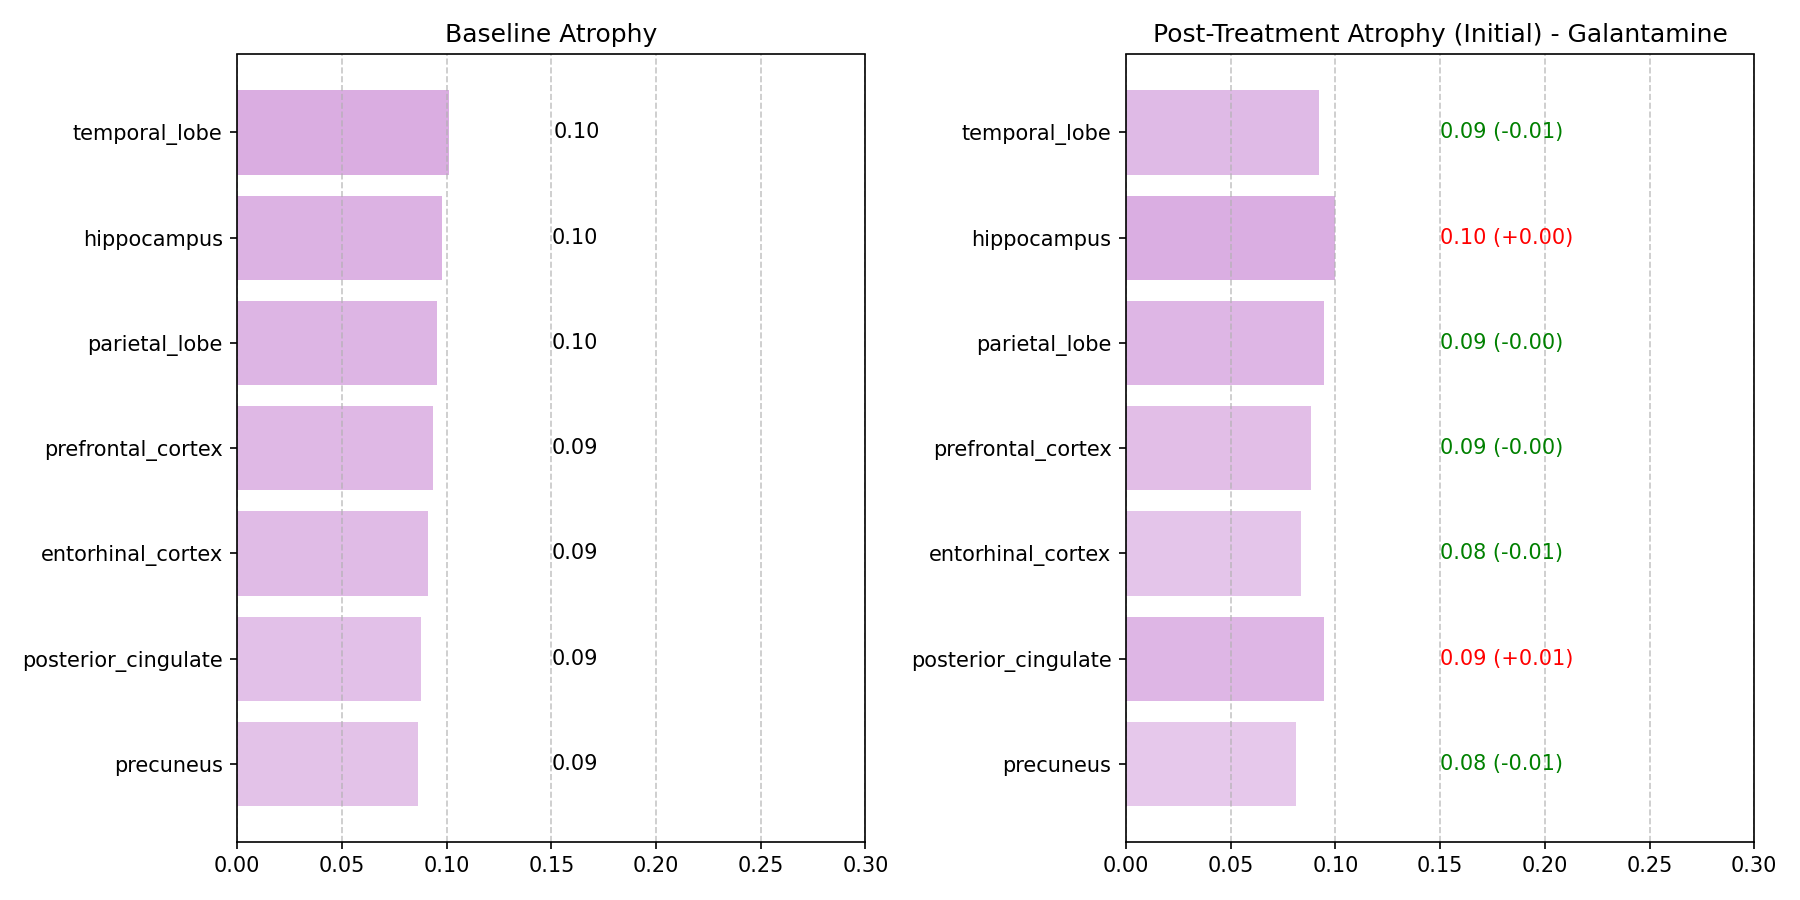 Baseline Atrophy
temporal_lobe 0.10
hippocampus 0.10
parietal_lobe 0.10
prefrontal_cortex 0.09
entorhinal_cortex 0.09
posterior_cingulate 0.09
precuneus 0.09
0.00 0.05 0.10 0.15 0.20 0.25 0.30
Post-Treatment Atrophy (Initial) - Galantamine
temporal_lobe 0.09 (-0.01)
hippocampus 0.10 (+0.00)
parietal_lobe 0.09 (-0.00)
prefrontal_cortex 0.09 (-0.00)
entorhinal_cortex 0.08 (-0.01)
posterior_cingulate 0.09 (+0.01)
precuneus 0.08 (-0.01)
0.00 0.05 0.10 0.15 0.20 0.25 0.30